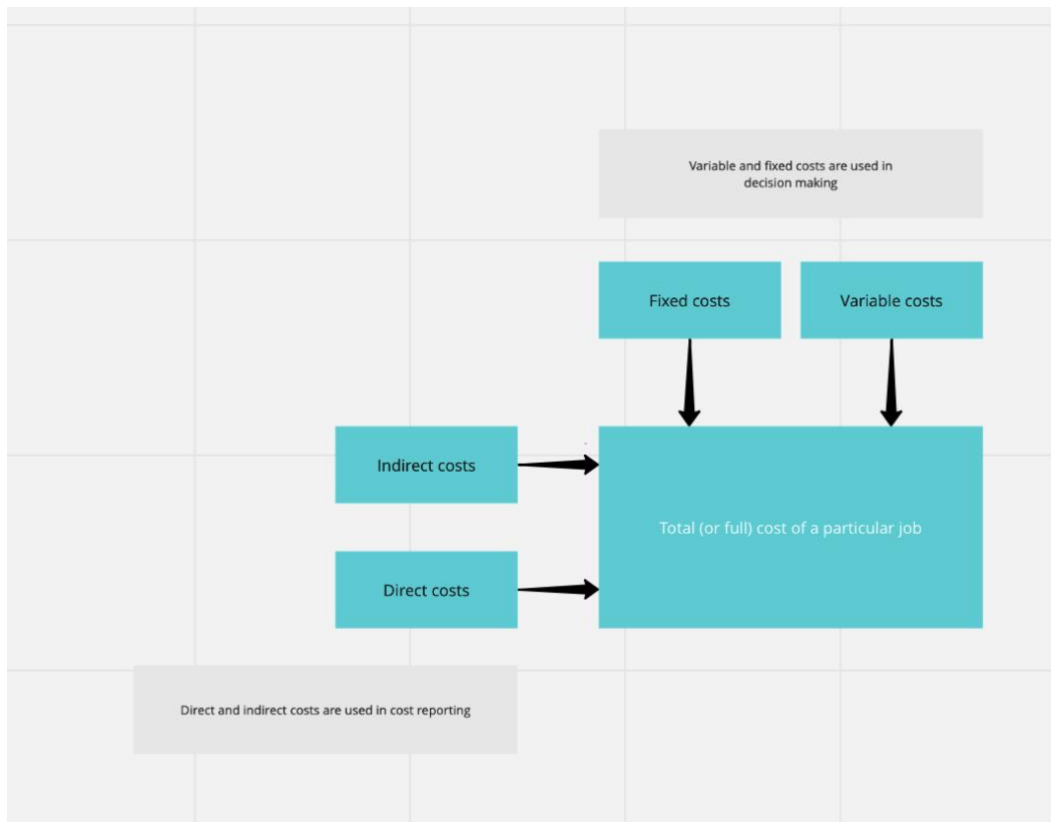 Variable and fixed costs are used in
decision making
Fixed costs
Variable costs
Indirect costs
Total (or full) cost of a particular job
Direct costs
Direct and indirect costs are used in cost reporting